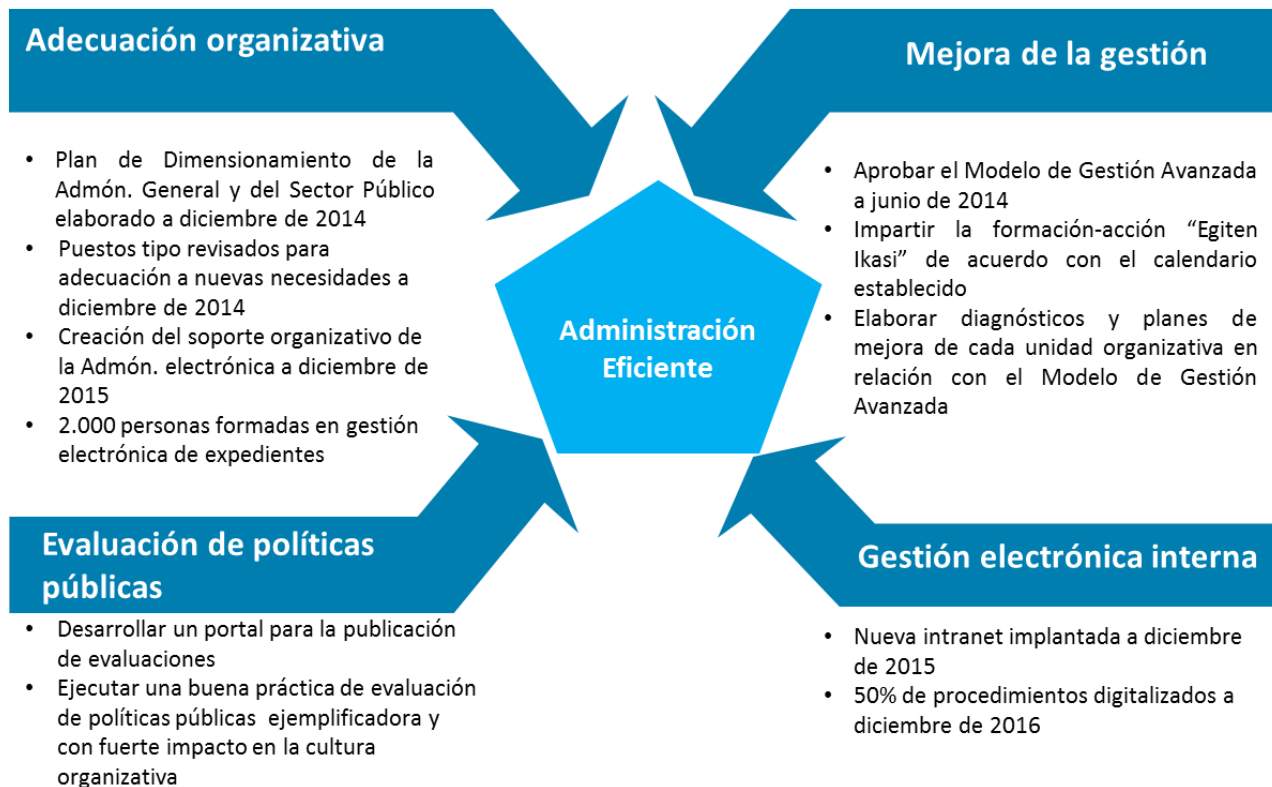 Adecuación organizativa
• Plan de Dimensionamiento de la
Admón. General y del Sector Público
elaborado a diciembre de 2014
• Puestos tipo revisados para
adecuación a nuevas necesidades a
diciembre de 2014
• Creación del soporte organizativo de
la Admón. electrónica a diciembre de
2015
• 2.000 personas formadas en gestión
electrónica de expedientes
Mejora de la gestión
• Aprobar el Modelo de Gestión Avanzada
a junio de 2014
• Impartir la formación-acción “Egiten
Ikasi” de acuerdo con el calendario
establecido
• Elaborar diagnósticos y planes de
mejora de cada unidad organizativa en
relación con el Modelo de Gestión
Avanzada
Administración
Eficiente
Evaluación de políticas
públicas
• Desarrollar un portal para la publicación
de evaluaciones
• Ejecutar una buena práctica de evaluación
de políticas públicas ejemplificadora y
con fuerte impacto en la cultura
organizativa
Gestión electrónica interna
• Nueva intranet implantada a diciembre
de 2015
• 50% de procedimientos digitalizados a
diciembre de 2016